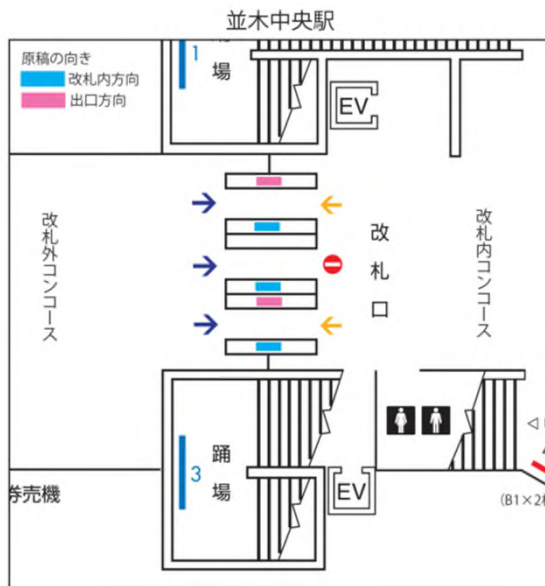 並木中央駅
原稿の向き
改札内方向
出口方向
1
場
EV
改札外コンコース
改札口
改札内コンコース
3
踊場
EV
券売機
(B1×2